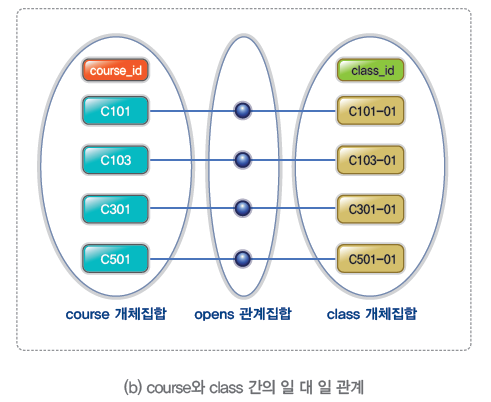 course_id class_id
C101 C101-01
C103 C103-01
C301 C301-01
C501 C501-01
course 개체집합 opens 관계집합 class 개체집합
(b) course와 class 간의 일 대 일 관계